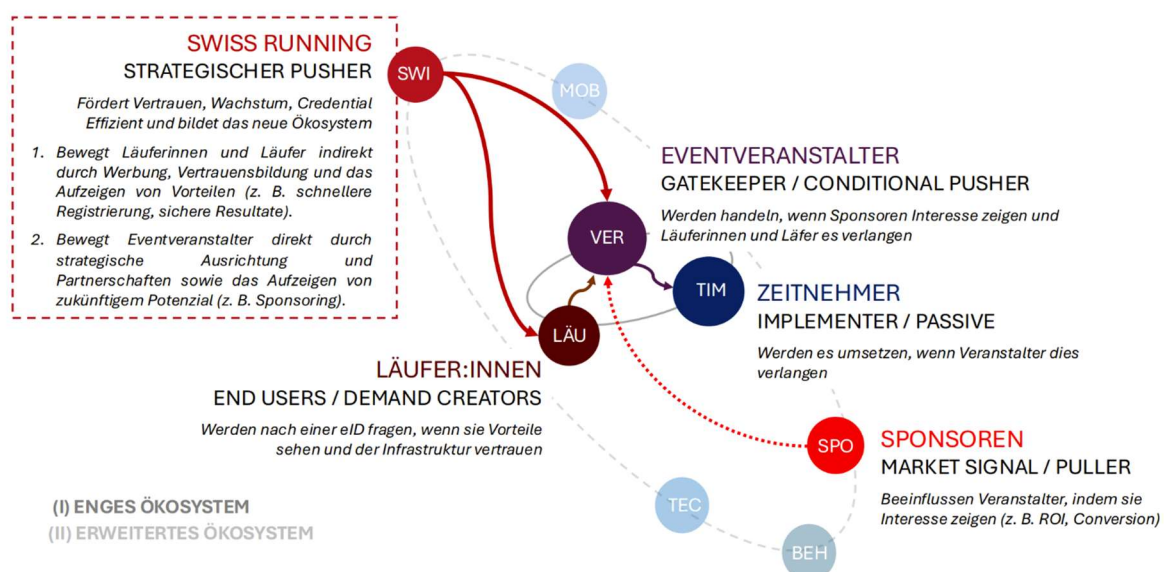 SWISS RUNNING
STRATEGISCHER PUSHER
Fördert Vertrauen, Wachstum, Credential
Effizient und bildet das neue Ökosystem
1. Bewegt Läuferinnen und Läufer indirekt
durch Werbung, Vertrauensbildung und das
Aufzeigen von Vorteilen (z. B. schnellere
Registrierung, sichere Resultate).
2. Bewegt Eventveranstalter direkt durch
strategische Ausrichtung und
Partnerschaften sowie das Aufzeigen von
zukünftigem Potenzial (z. B. Sponsoring).
SWI
MOB
EVENTVERANSTALTER
GATEKEEPER / CONDITIONAL PUSHER
Werden handeln, wenn Sponsoren Interesse zeigen und
Läuferinnen und Läfer es verlangen
VER
TIM
ZEITNEHMER
IMPLEMENTER / PASSIVE
Werden es umsetzen, wenn Veranstalter dies
verlangen
LÄU
LÄUFER:INNEN
END USERS / DEMAND CREATORS
Werden nach einer eID fragen, wenn sie Vorteile
sehen und der Infrastruktur vertrauen
SPO
SPONSOREN
MARKET SIGNAL / PULLER
Beeinflussen Veranstalter, indem sie
Interesse zeigen (z. B. ROI, Conversion)
TEC
BEH
(I) ENGES ÖKOSYSTEM
(II) ERWEITERTES ÖKOSYSTEM